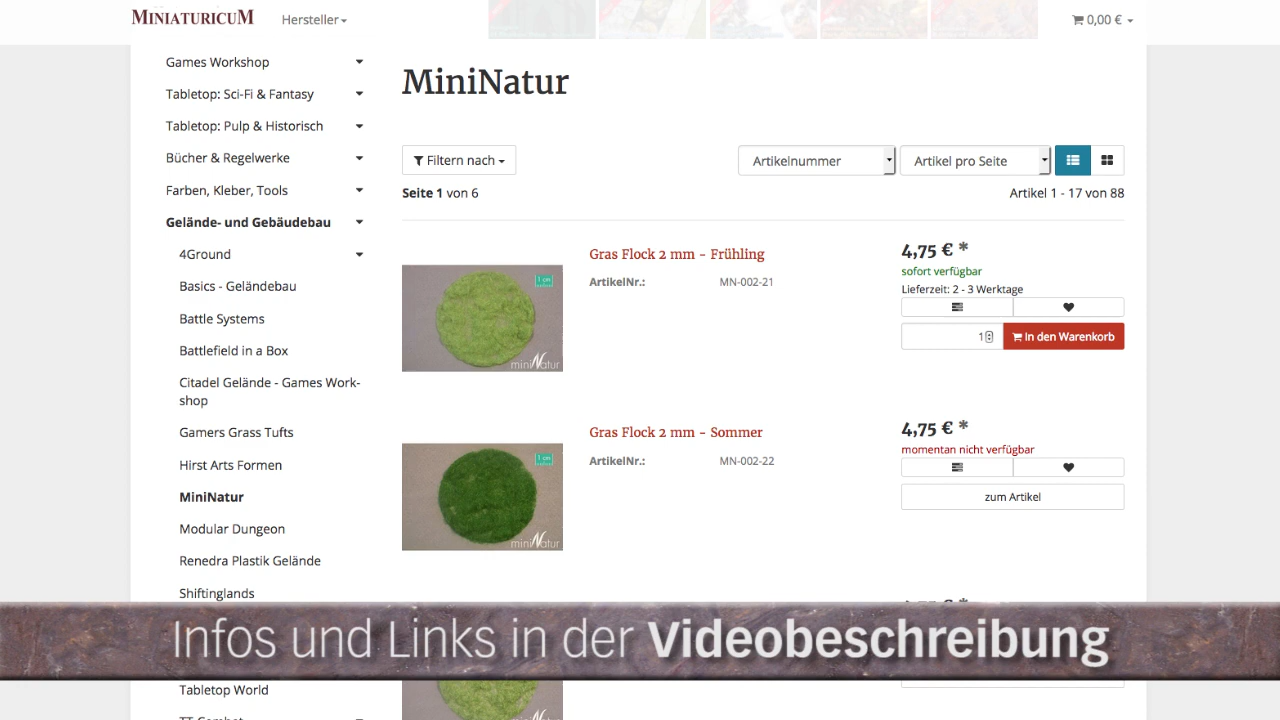 MINIATURICUM
Hersteller
0,00 €
Games Workshop
Tabletop: Sci-Fi & Fantasy
Tabletop: Pulp & Historisch
Bücher & Regelwerke
Farben, Kleber, Tools
Gelände- und Gebäudebau
4Ground
Basics - Geländebau
Battle Systems
Battlefield in a Box
Citadel Gelände - Games Work-
shop
Gamers Grass Tufts
Hirst Arts Formen
MiniNatur
Modular Dungeon
Renedra Plastik Gelände
Shiftinglands
Tabletop World
MiniNatur
Filtern nach
Artikelnummer
Artikel pro Seite
Seite 1 von 6
Artikel 1 - 17 von 88
1 cm
miniNatur
Gras Flock 2 mm - Frühling
ArtikelNr.: MN-002-21
4,75 € *
sofort verfügbar
Lieferzeit: 2 - 3 Werktage
1
In den Warenkorb
1 cm
miniNatur
Gras Flock 2 mm - Sommer
ArtikelNr.: MN-002-22
4,75 € *
momentan nicht verfügbar
zum Artikel
Infos und Links in der Videobeschreibung